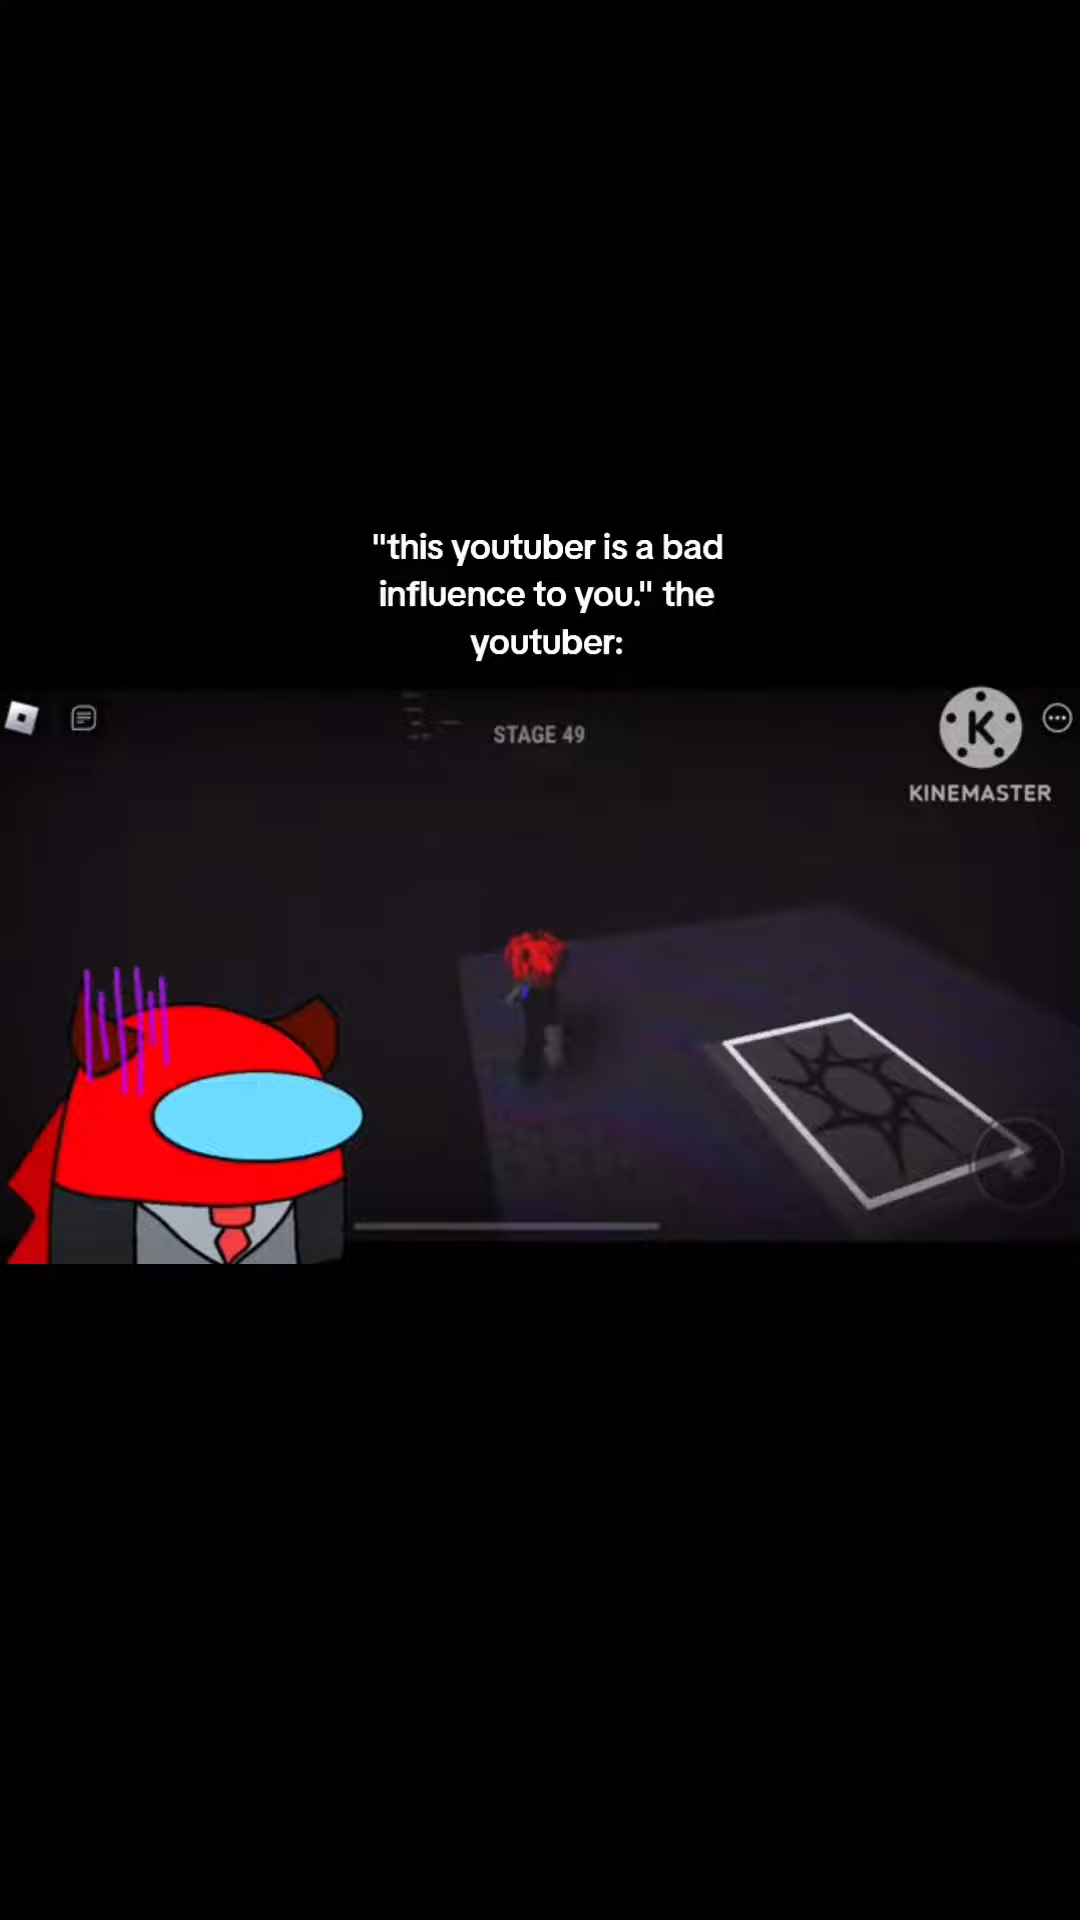 "this youtuber is a bad
influence to you." the
youtuber:
STAGE 49
K
KINEMASTER